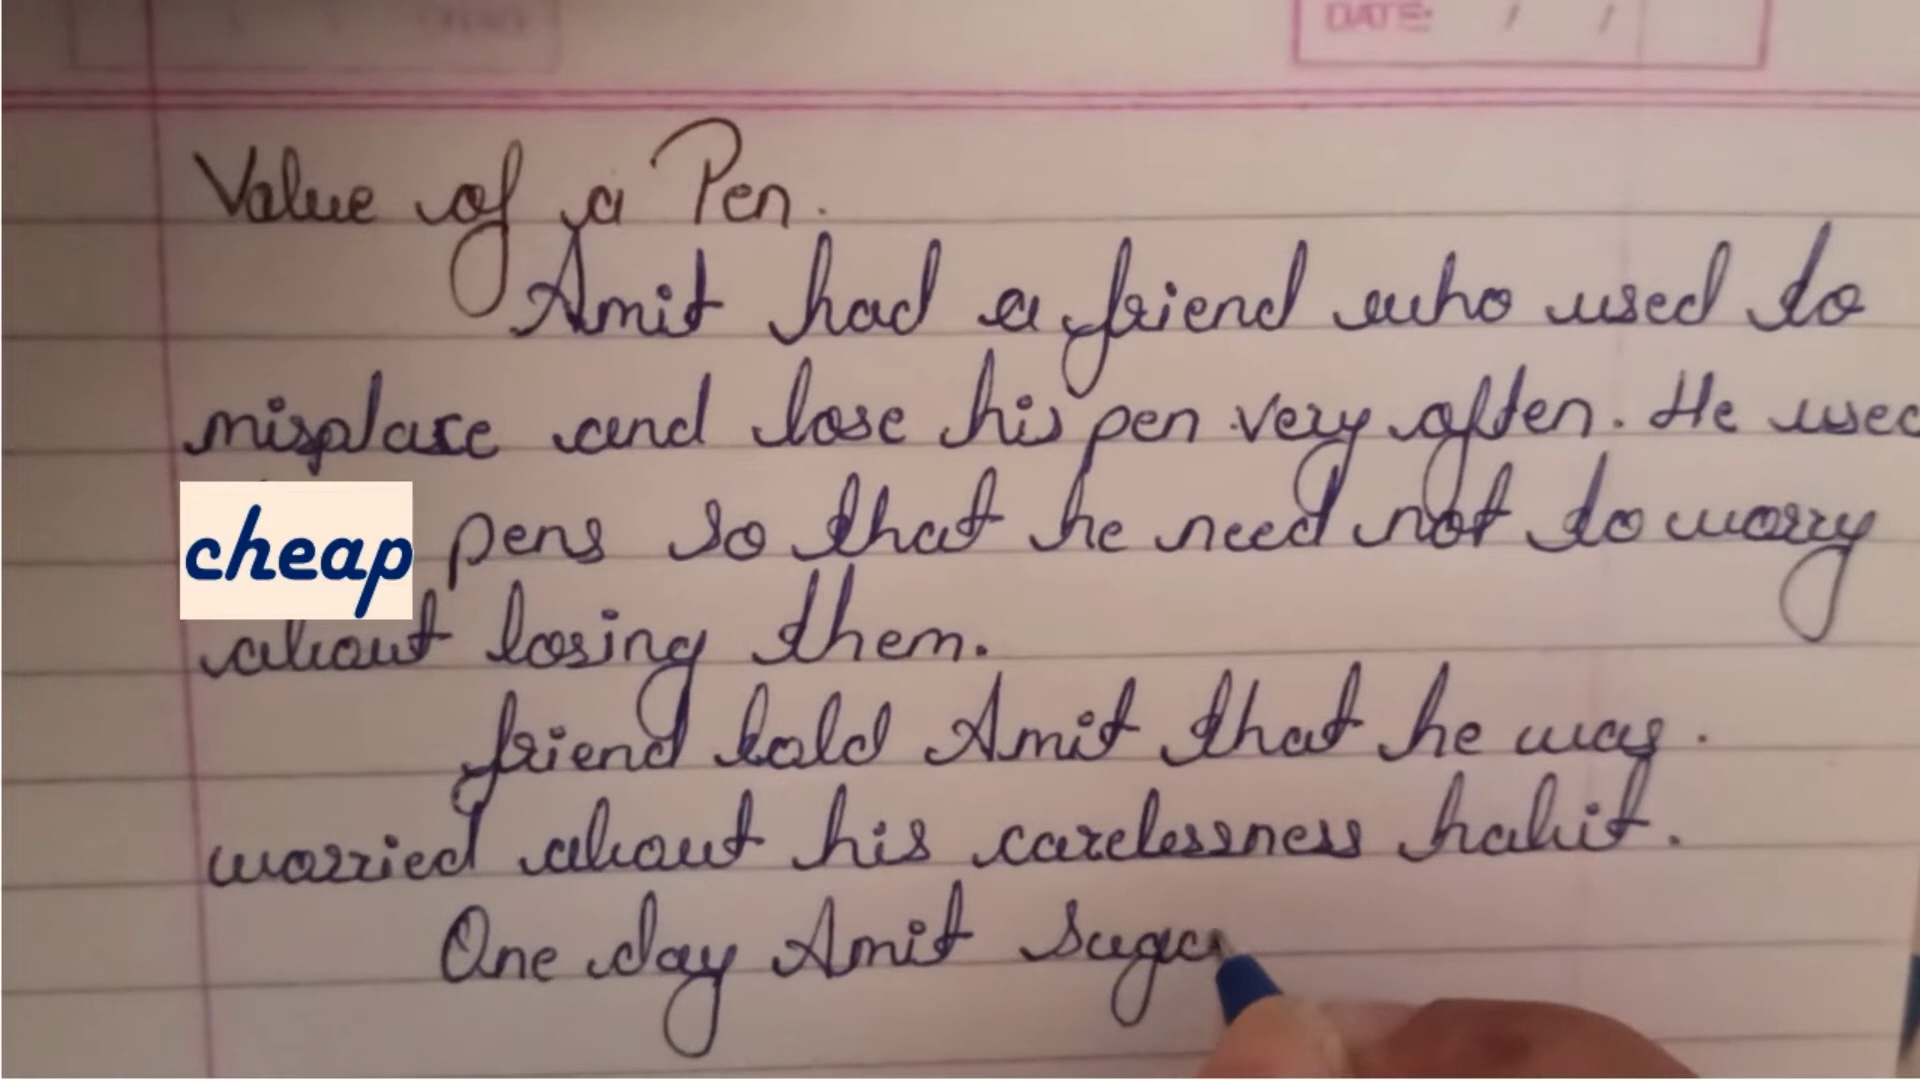 DATE: / /
Value of a Pen.
Amit had a friend who used to
misplace and lose his pen very often. He used
cheap pens so that he need not to worry
about losing them.
friend told Amit that he was.
worried about his carelessness habit.
One day Amit